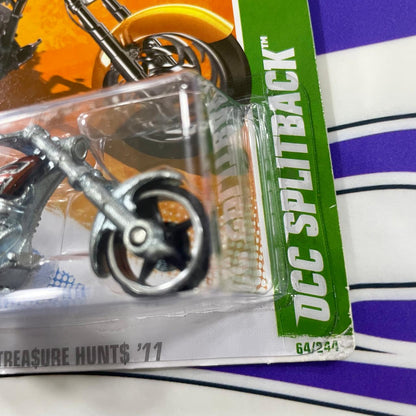 OCC SPLITBACK™
TREA$URE HUNT$ '11
64/244